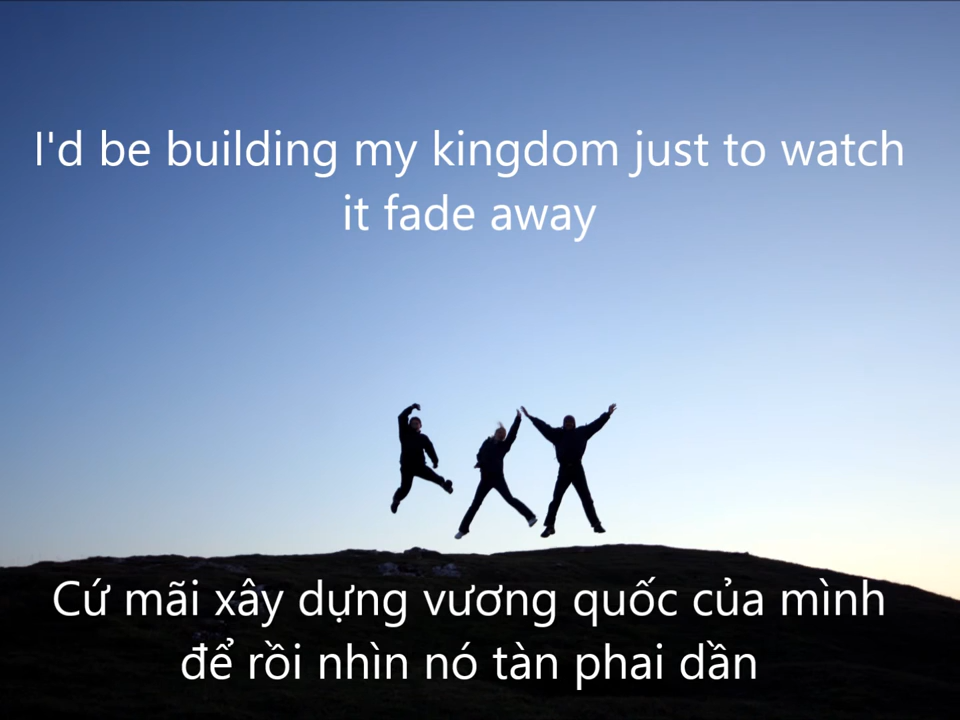 I'd be building my kingdom just to watch
it fade away
Cứ mãi xây dựng vương quốc của mình
để rồi nhìn nó tàn phai dần